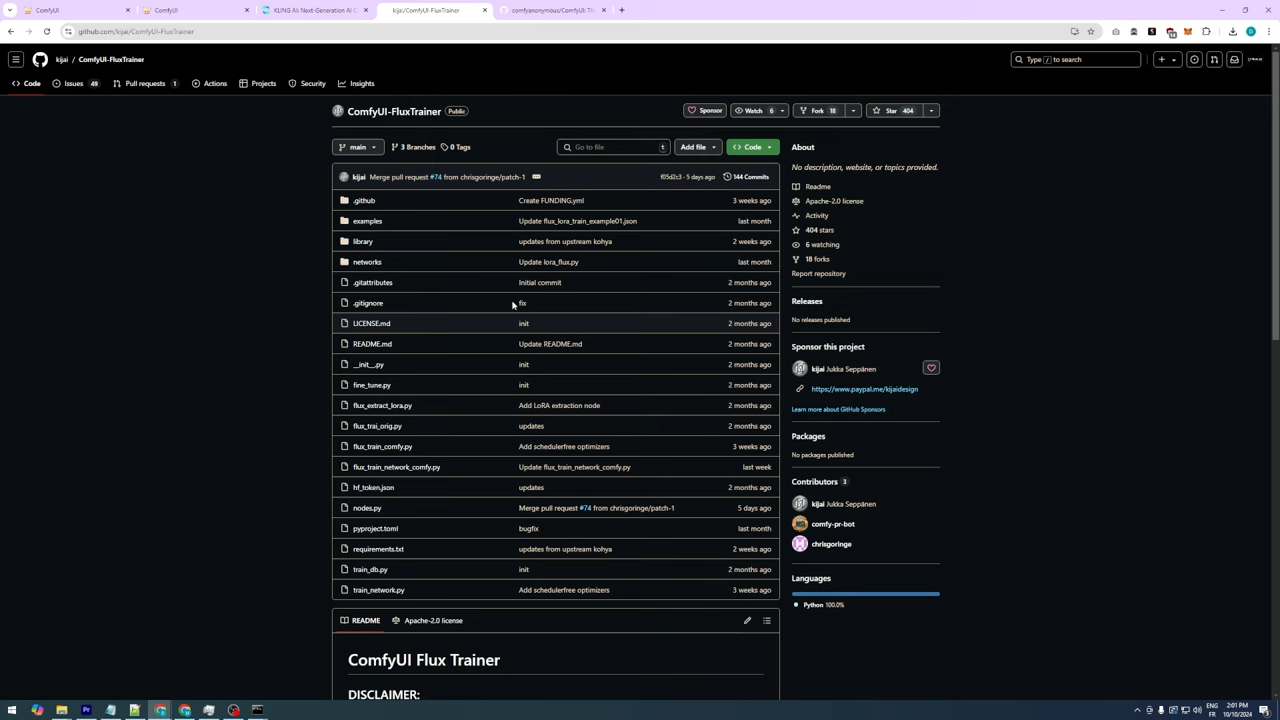 ComfyUI
ComfyUI
KLING AI: Next-Generation AI C
kijai/ComfyUI-FluxTrainer
comfyanonymous/ComfyUI: Th
github.com/kijai/ComfyUI-FluxTrainer
kijai / ComfyUI-FluxTrainer
Type / to search
Code
Issues 49
Pull requests 1
Actions
Projects
Security
Insights
ComfyUI-FluxTrainer Public
Sponsor
Watch 6
Fork 18
Star 404
main
3 Branches
0 Tags
Go to file t
Add file
Code
kijai Merge pull request #74 from chrisgoringe/patch-1
f05d2c3 · 5 days ago
144 Commits
.github Create FUNDING.yml 3 weeks ago
examples Update flux_lora_train_example01.json last month
library updates from upstream kohya 2 weeks ago
networks Update lora_flux.py last month
.gitattributes Initial commit 2 months ago
.gitignore fix 2 months ago
LICENSE.md init 2 months ago
README.md Update README.md 2 months ago
__init__.py init 2 months ago
fine_tune.py init 2 months ago
flux_extract_lora.py Add LoRA extraction node 2 months ago
flux_trai_orig.py updates 2 months ago
flux_train_comfy.py Add schedulerfree optimizers 3 weeks ago
flux_train_network_comfy.py Update flux_train_network_comfy.py last week
hf_token.json updates 2 months ago
nodes.py Merge pull request #74 from chrisgoringe/patch-1 5 days ago
pyproject.toml bugfix last month
requirements.txt updates from upstream kohya 2 weeks ago
train_db.py init 2 months ago
train_network.py Add schedulerfree optimizers 3 weeks ago
README
Apache-2.0 license
ComfyUI Flux Trainer
DISCLAIMER:
About
No description, website, or topics provided.
Readme
Apache-2.0 license
Activity
404 stars
6 watching
18 forks
Report repository
Releases
No releases published
Sponsor this project
kijai Jukka Seppänen
https://www.paypal.me/kijaidesign
Learn more about GitHub Sponsors
Packages
No packages published
Contributors 3
kijai Jukka Seppänen
comfy-pr-bot
chrisgoringe
Languages
Python 100.0%
ENG
FR
2:01 PM
10/10/2024